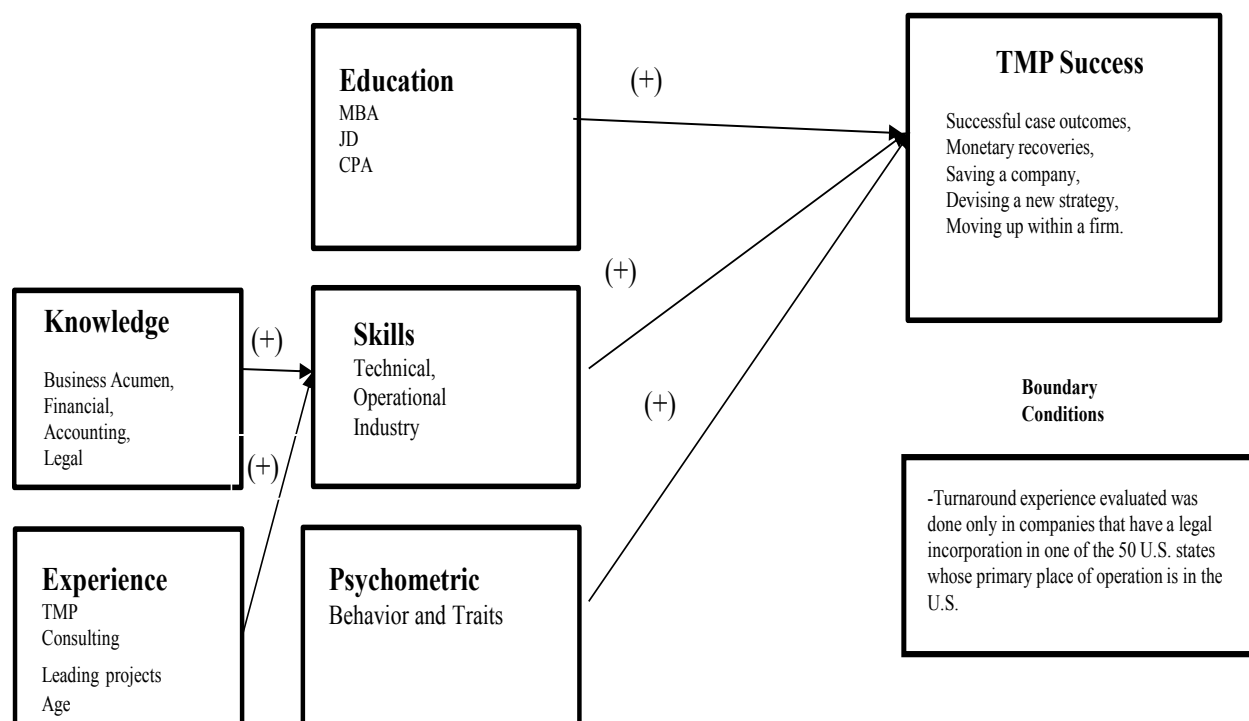 Education
MBA
JD
CPA
(+)
TMP Success
Successful case outcomes,
Monetary recoveries,
Saving a company,
Devising a new strategy,
Moving up within a firm.
(+)
Knowledge
Business Acumen,
Financial,
Accounting,
Legal
(+)
(+)
Skills
Technical,
Operational
Industry
(+)
Boundary
Conditions
-Turnaround experience evaluated was
done only in companies that have a legal
incorporation in one of the 50 U.S. states
whose primary place of operation is in the
U.S.
Experience
TMP
Consulting
Leading projects
Age
Psychometric
Behavior and Traits